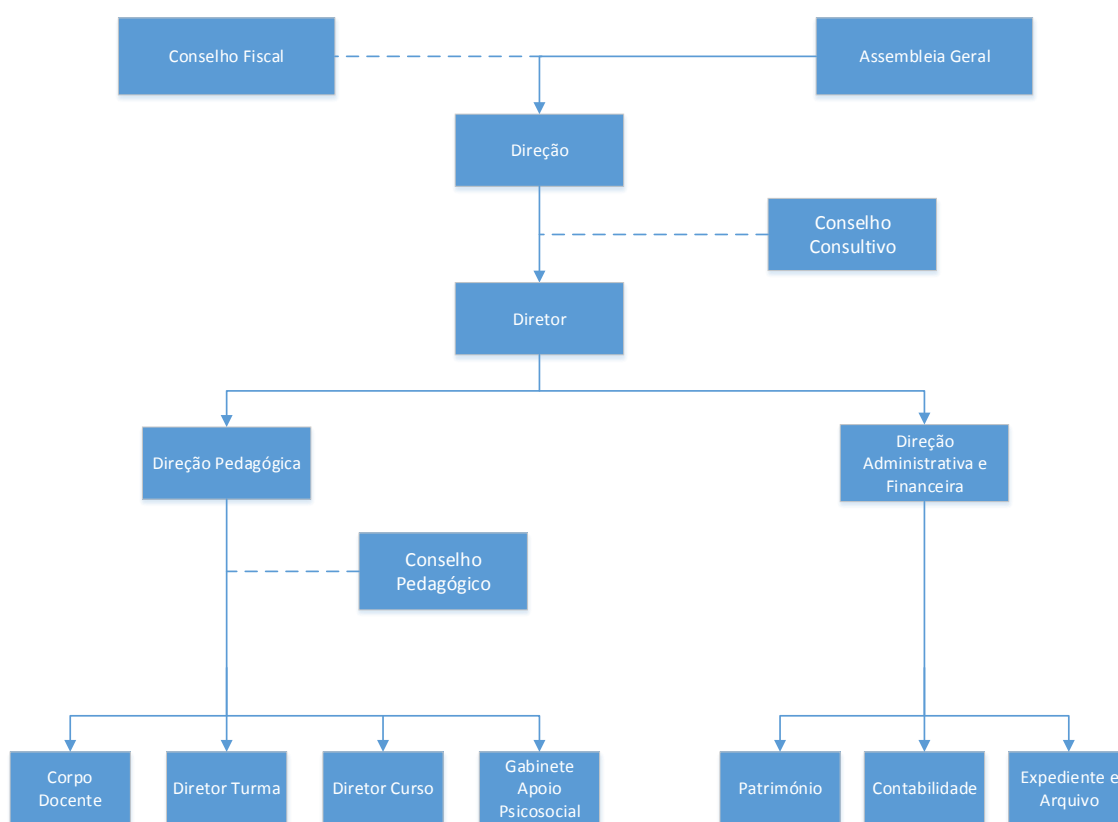 Conselho Fiscal
Assembleia Geral
Direção
Conselho
Consultivo
Diretor
Direção Pedagógica
Direção
Administrativa e
Financeira
Conselho
Pedagógico
Corpo
Docente
Diretor Turma
Diretor Curso
Gabinete
Apoio
Psicosocial
Património
Contabilidade
Expediente e
Arquivo